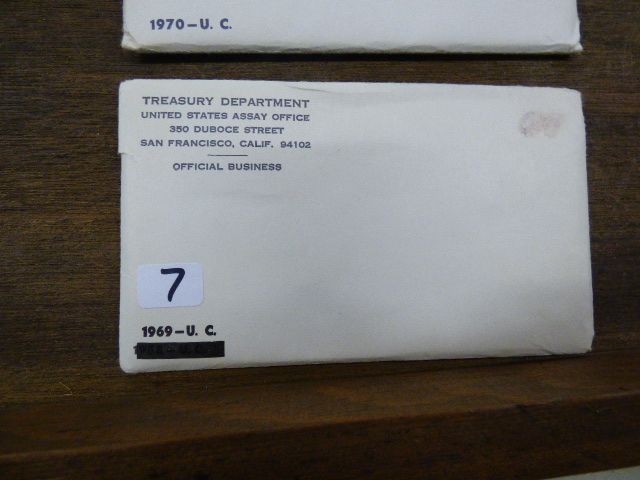 1970-U. C.
TREASURY DEPARTMENT
UNITED STATES ASSAY OFFICE
350 DUBOCE STREET
SAN FRANCISCO, CALIF. 94102
OFFICIAL BUSINESS
7
1969-U. C.